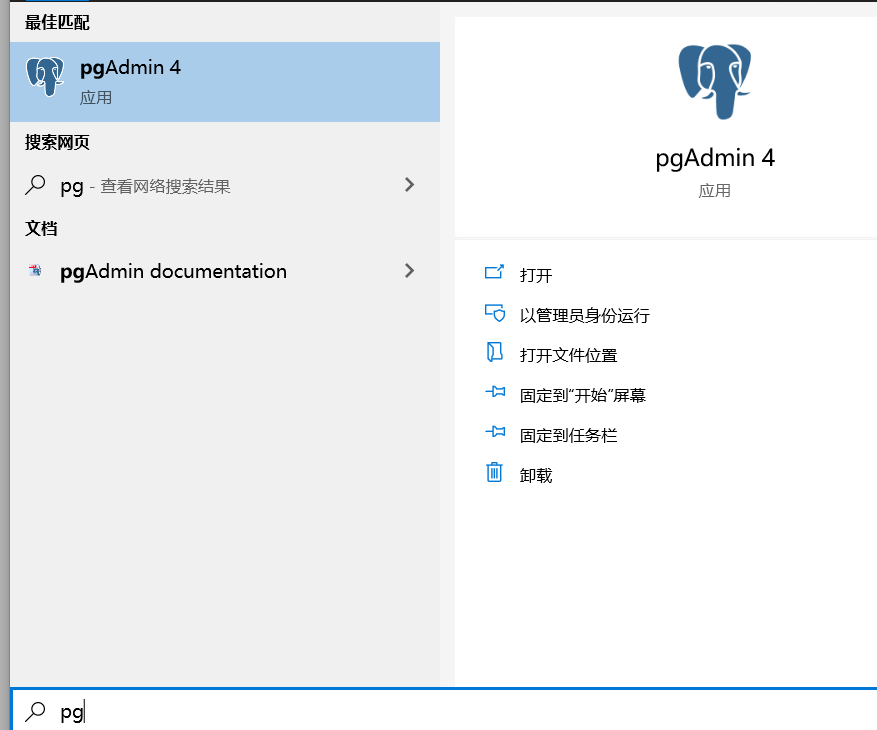 最佳匹配
pgAdmin 4
应用
搜索网页
pg - 查看网络搜索结果
文档
pgAdmin documentation
pgAdmin 4
应用
打开
以管理员身份运行
打开文件位置
固定到“开始”屏幕
固定到任务栏
卸载
pg